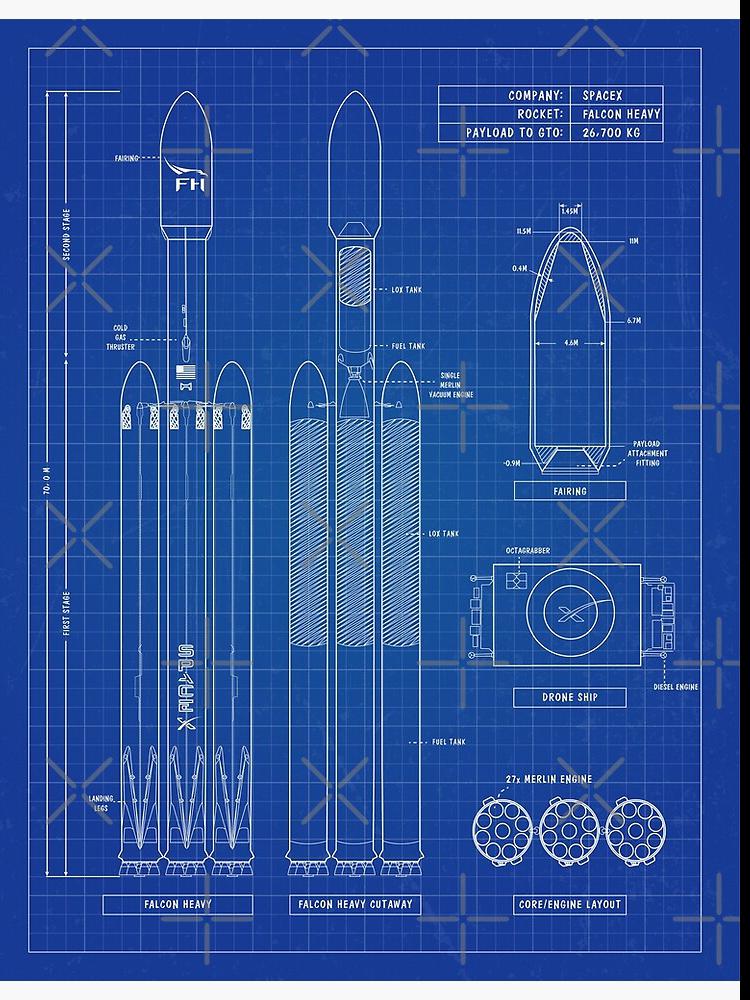 COMPANY: SPACEX
ROCKET: FALCON HEAVY
PAYLOAD TO GTO: 26,700 KG
FAIRING
FH
SECOND STAGE
COLD
GAS
THRUSTER
70.0 M
FIRST STAGE
SPACEX
LANDING
LEGS
FALCON HEAVY
LOX TANK
FUEL TANK
SINGLE
MERLIN
VACUUM ENGINE
LOX TANK
FUEL TANK
FALCON HEAVY CUTAWAY
1.45M
11.5M
11M
0.4M
6.7M
4.6M
PAYLOAD
ATTACHMENT
FITTING
-0.9M
FAIRING
OCTAGRABBER
X
DIESEL ENGINE
DRONE SHIP
27x MERLIN ENGINE
CORE/ENGINE LAYOUT